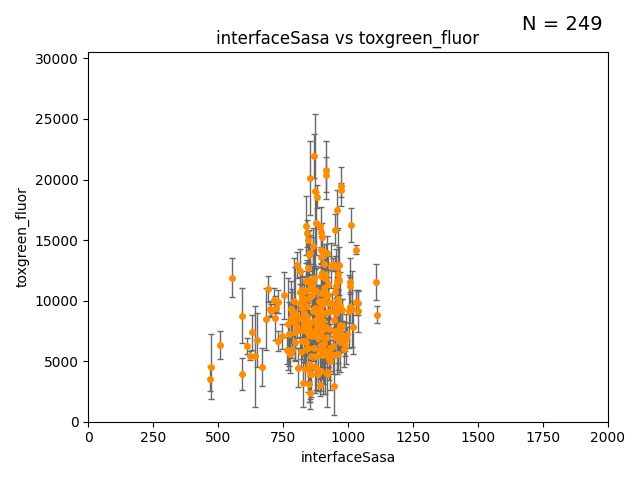 N = 249
interfaceSasa vs toxgreen_fluor
30000
25000
20000
15000
10000
5000
0
toxgreen_fluor
0 250 500 750 1000 1250 1500 1750 2000
interfaceSasa